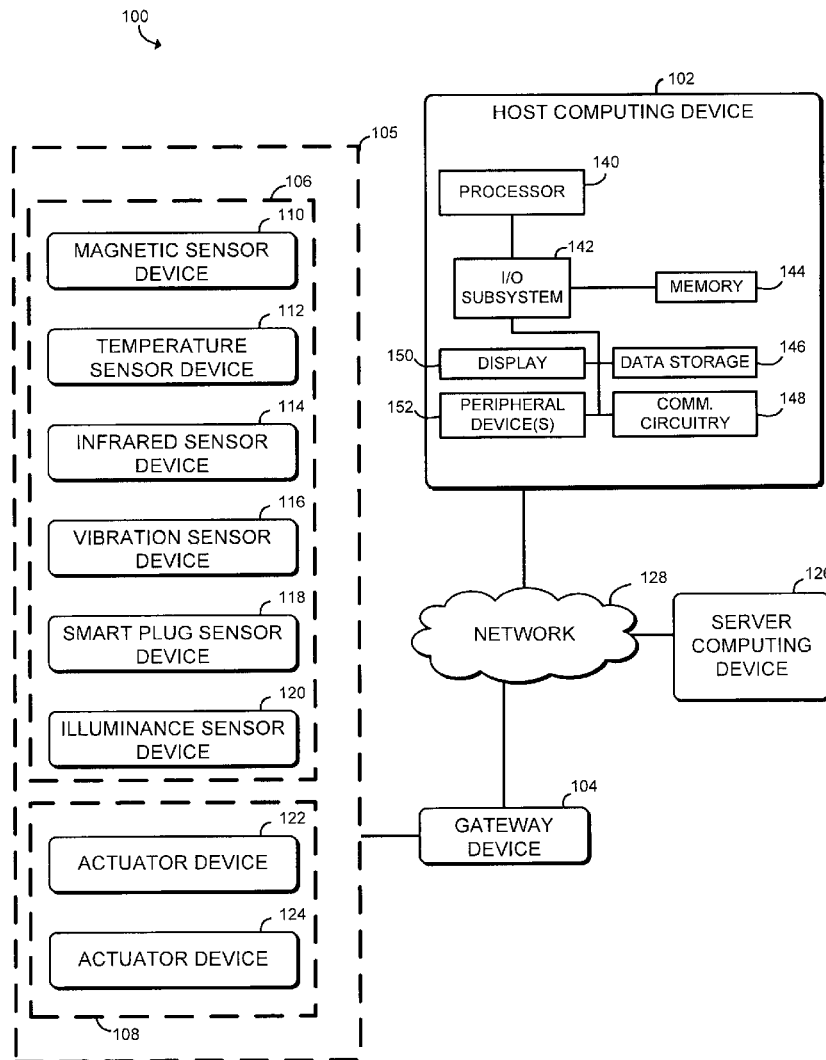 100
102
HOST COMPUTING DEVICE
PROCESSOR
140
142
I/O
SUBSYSTEM
MEMORY
144
150
DISPLAY
DATA STORAGE
146
152
PERIPHERAL
DEVICE(S)
COMM.
CIRCUITRY
148
105
106
110
MAGNETIC SENSOR
DEVICE
112
TEMPERATURE
SENSOR DEVICE
114
INFRARED SENSOR
DEVICE
116
VIBRATION SENSOR
DEVICE
118
SMART PLUG SENSOR
DEVICE
120
ILLUMINANCE SENSOR
DEVICE
122
ACTUATOR DEVICE
124
ACTUATOR DEVICE
108
128
NETWORK
126
SERVER
COMPUTING
DEVICE
104
GATEWAY
DEVICE